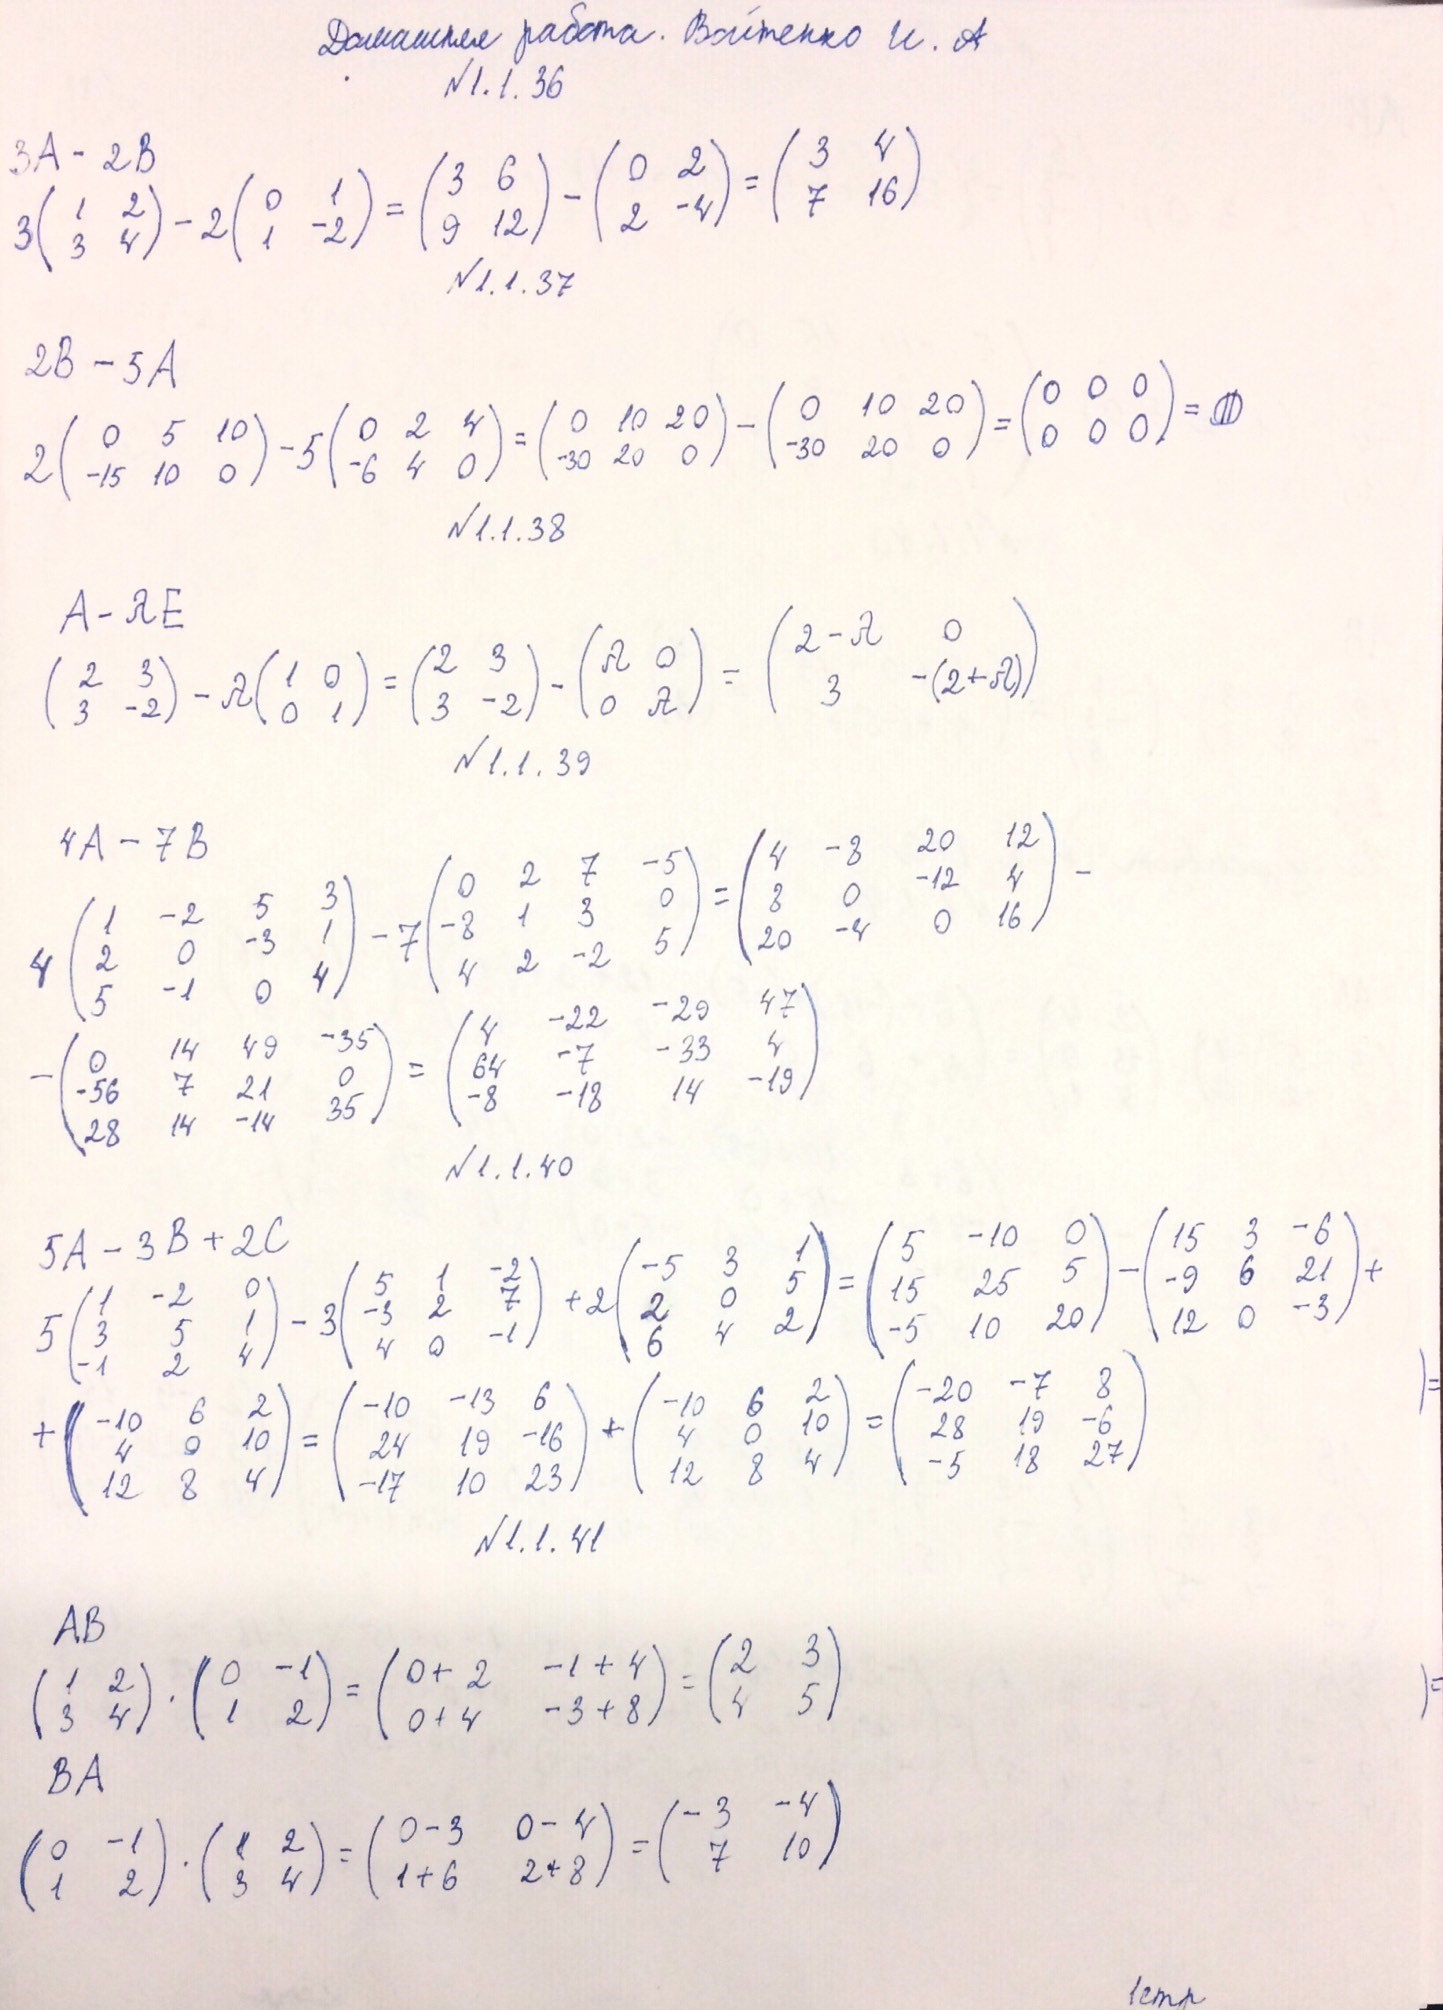 Домашняя работа. Войтенко И. А
№1.1.36
3A - 2B
3(1 2; 3 4) - 2(0 1; 1 -2) = (3 6; 9 12) - (0 2; 2 -4) = (3 4; 7 16)
№1.1.37
2B - 5A
2(0 5 10; -15 10 0) - 5(0 2 4; -6 4 0) = (0 10 20; -30 20 0) - (0 10 20; -30 20 0) = (0 0 0; 0 0 0) = 𝕆
№1.1.38
A - λE
(2 3; 3 -2) - λ(1 0; 0 1) = (2 3; 3 -2) - (λ 0; 0 λ) = (2-λ 0; 3 -(2+λ))
№1.1.39
4A - 7B
4(1 -2 5 3; 2 0 -3 1; 5 -1 0 4) - 7(0 2 7 -5; -8 1 3 0; 4 2 -2 5) = (4 -8 20 12; 8 0 -12 4; 20 -4 0 16) -
-(0 14 49 -35; -56 7 21 0; 28 14 -14 35) = (4 -22 -29 47; 64 -7 -33 4; -8 -18 14 -19)
№1.1.40
5A - 3B + 2C
5(1 -2 0; 3 5 1; -1 2 4) - 3(5 1 -2; -3 2 7; 4 0 -1) + 2(-5 3 1; 2 0 5; 6 4 2) = (5 -10 0; 15 25 5; -5 10 20) - (15 3 -6; -9 6 21; 12 0 -3) +
+(-10 6 2; 4 0 10; 12 8 4) = (-10 -13 6; 24 19 -16; -17 10 23) + (-10 6 2; 4 0 10; 12 8 4) = (-20 -7 8; 28 19 -6; -5 18 27)
№1.1.41
AB
(1 2; 3 4) · (0 -1; 1 2) = (0+2 -1+4; 0+4 -3+8) = (2 3; 4 5)
BA
(0 -1; 1 2) · (1 2; 3 4) = (0-3 0-4; 1+6 2+8) = (-3 -4; 7 10)
1стр